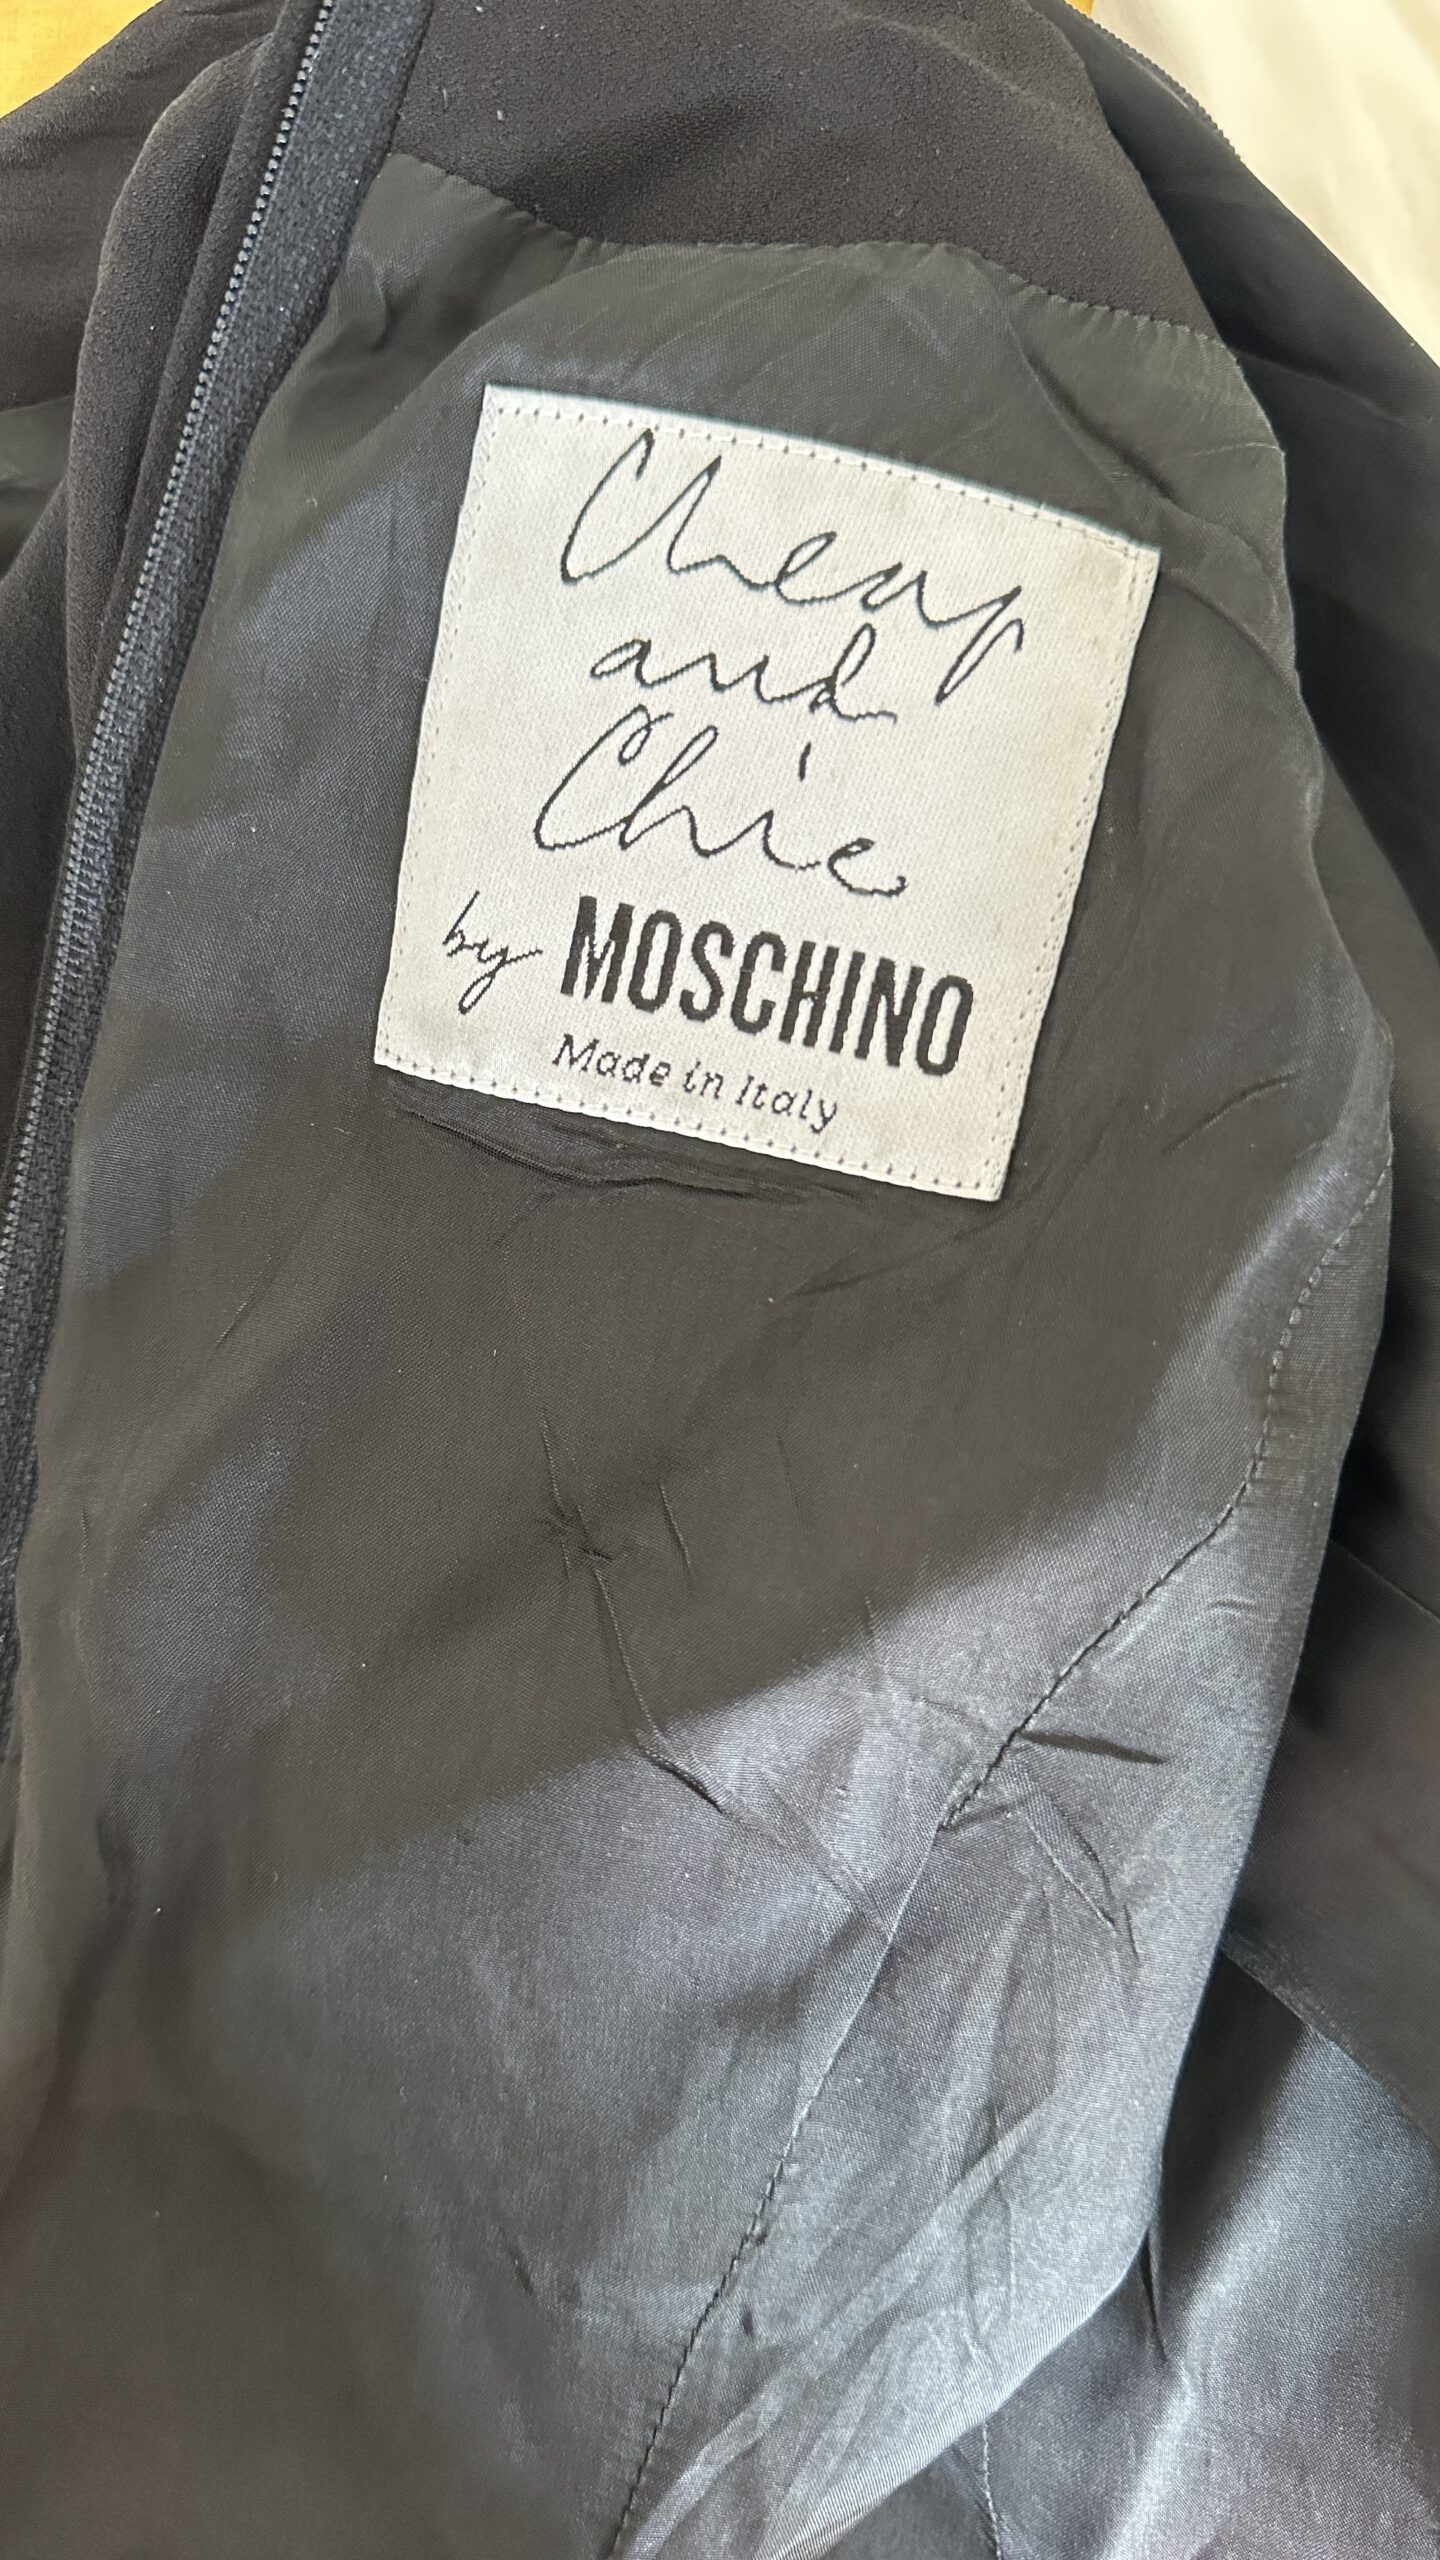 Cheap
and
Chic
by MOSCHINO
Made in Italy